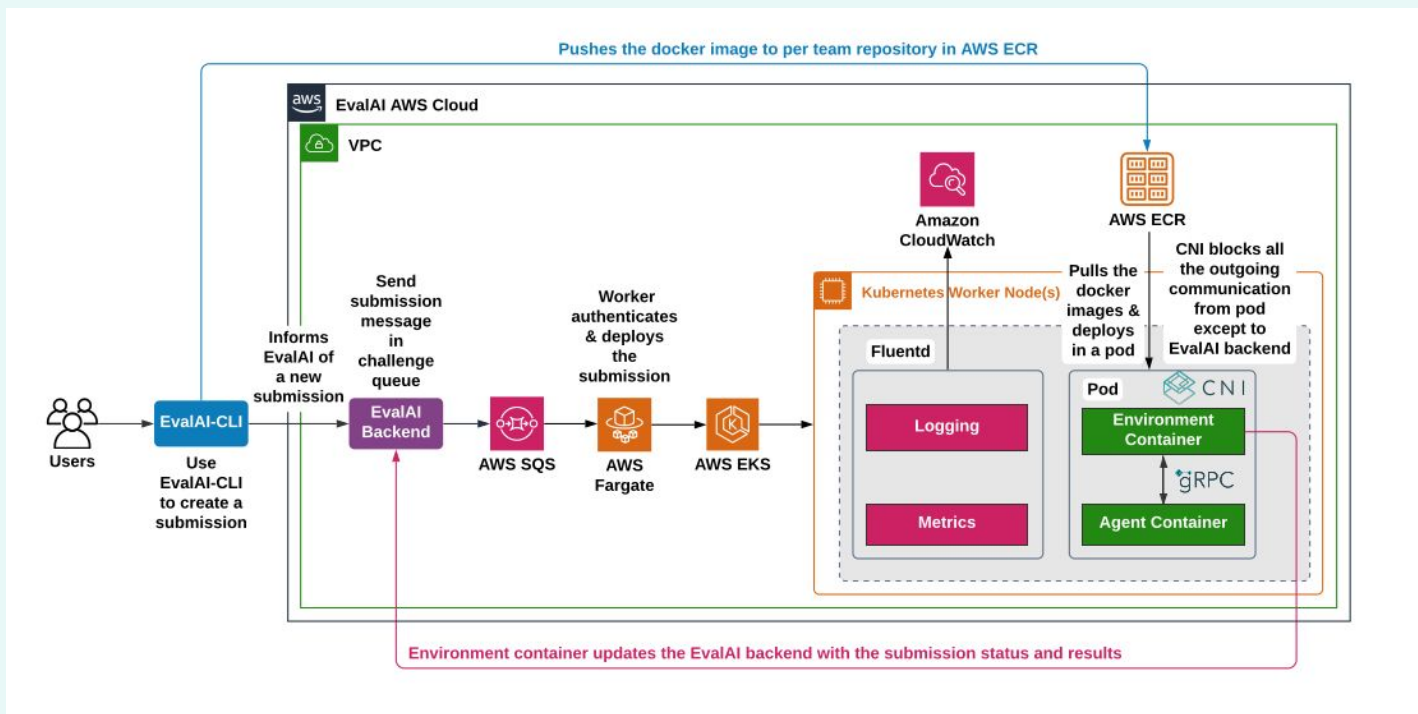 Pushes the docker image to per team repository in AWS ECR
aws
EvalAI AWS Cloud
VPC
Amazon
CloudWatch
AWS ECR
CNI blocks all
the outgoing
communication
from pod
except to
EvalAI backend
Pulls the
docker
images &
deploys
in a pod
Kubernetes Worker Node(s)
Send
submission
message
in
challenge
queue
Worker
authenticates
& deploys
the
submission
Informs
EvalAI of
a new
submission
Fluentd
Pod
CNI
Users
EvalAI-CLI
EvalAI
Backend
AWS SQS
AWS
Fargate
K
AWS EKS
Logging
Environment
Container
gRPC
Metrics
Agent Container
Use
EvalAI-CLI
to create a
submission
Environment container updates the EvalAI backend with the submission status and results